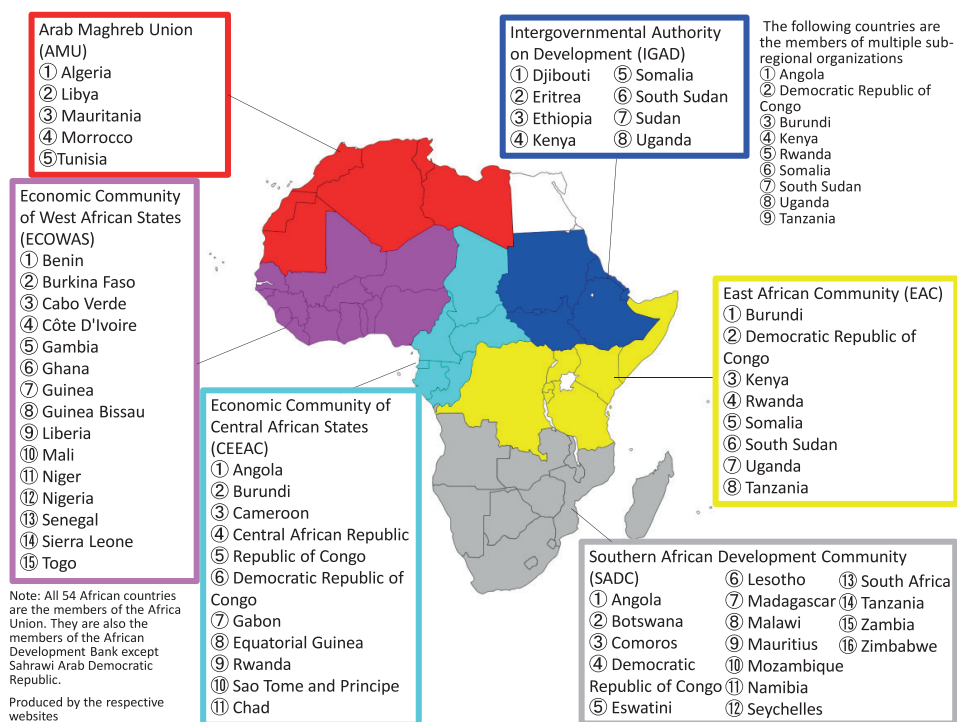 Arab Maghreb Union
(AMU)
① Algeria
② Libya
③ Mauritania
④ Morrocco
⑤Tunisia
Economic Community
of West African States
(ECOWAS)
① Benin
② Burkina Faso
③ Cabo Verde
④ Côte D'Ivoire
⑤ Gambia
⑥ Ghana
⑦ Guinea
⑧ Guinea Bissau
⑨ Liberia
⑩ Mali
⑪ Niger
⑫ Nigeria
⑬ Senegal
⑭ Sierra Leone
⑮ Togo
Note: All 54 African countries
are the members of the Africa
Union. They are also the
members of the African
Development Bank except
Sahrawi Arab Democratic
Republic.
Produced by the respective
websites
Economic Community of
Central African States
(CEEAC)
① Angola
② Burundi
③ Cameroon
④ Central African Republic
⑤ Republic of Congo
⑥ Democratic Republic of
Congo
⑦ Gabon
⑧ Equatorial Guinea
⑨ Rwanda
⑩ Sao Tome and Principe
⑪ Chad
Intergovernmental Authority
on Development (IGAD)
① Djibouti
② Eritrea
③ Ethiopia
④ Kenya
⑤ Somalia
⑥ South Sudan
⑦ Sudan
⑧ Uganda
The following countries are
the members of multiple sub-
regional organizations
① Angola
② Democratic Republic of
Congo
③ Burundi
④ Kenya
⑤ Rwanda
⑥ Somalia
⑦ South Sudan
⑧ Uganda
⑨ Tanzania
East African Community (EAC)
① Burundi
② Democratic Republic of
Congo
③ Kenya
④ Rwanda
⑤ Somalia
⑥ South Sudan
⑦ Uganda
⑧ Tanzania
Southern African Development Community
(SADC)
① Angola
② Botswana
③ Comoros
④ Democratic
Republic of Congo
⑤ Eswatini
⑥ Lesotho
⑦ Madagascar
⑧ Malawi
⑨ Mauritius
⑩ Mozambique
⑪ Namibia
⑫ Seychelles
⑬ South Africa
⑭ Tanzania
⑮ Zambia
⑯ Zimbabwe